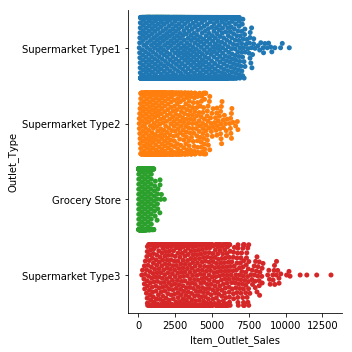 Supermarket Type1
Supermarket Type2
Grocery Store
Supermarket Type3
Outlet_Type
0 2500 5000 7500 10000 12500
Item_Outlet_Sales